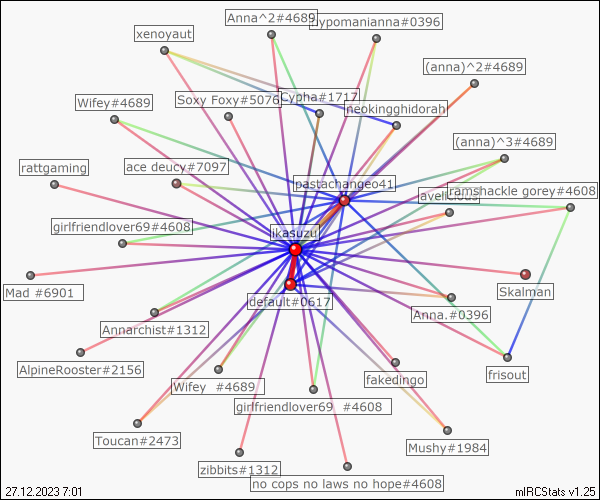 Anna^2#4689
hypomanianna#0396
xenoyaut
(anna)^2#4689
Soxy Foxy#5076
Cypha#1717
Wifey#4689
neokingghidorah
(anna)^3#4689
rattgaming
ace deucy#7097
pastachangeo41
ramshackle gorey#4608
girlfriendlover69#4608
ikasuzu
Mad #6901
default#0617
Skalman
Annarchist#1312
Anna.#0396
AlpineRooster#2156
Wifey #4689
fakedingo
frisout
girlfriendlover69 #4608
Toucan#2473
Mushy#1984
zibbits#1312
no cops no laws no hope#4608
27.12.2023 7:01
mIRCStats v1.25